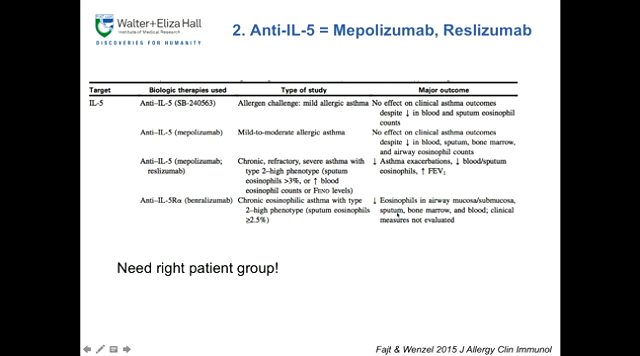 Walter+Eliza Hall
Institute of Medical Research
DISCOVERIES FOR HUMANITY
2. Anti-IL-5 = Mepolizumab, Reslizumab
Target Biologic therapies used Type of study Major outcome
IL-5 Anti–IL-5 (SB-240563) Allergen challenge: mild allergic asthma No effect on clinical asthma outcomes
despite ↓ in blood and sputum eosinophil
counts
Anti–IL-5 (mepolizumab) Mild-to-moderate allergic asthma No effect on clinical asthma outcomes
despite ↓ in blood, sputum, bone marrow,
and airway eosinophil counts
Anti–IL-5 (mepolizumab; Chronic, refractory, severe asthma with ↓ Asthma exacerbations, ↓ blood/sputum
reslizumab) type 2–high phenotype (sputum eosinophils, ↑ FEV₁
eosinophils >3%, or ↑ blood
eosinophil counts or FENO levels)
Anti–IL-5Rα (benralizumab) Chronic eosinophilic asthma with type ↓ Eosinophils in airway mucosa/submucosa,
2–high phenotype (sputum eosinophils sputum, bone marrow, and blood; clinical
≥2.5%) measures not evaluated
Need right patient group!
Fajt & Wenzel 2015 J Allergy Clin Immunol